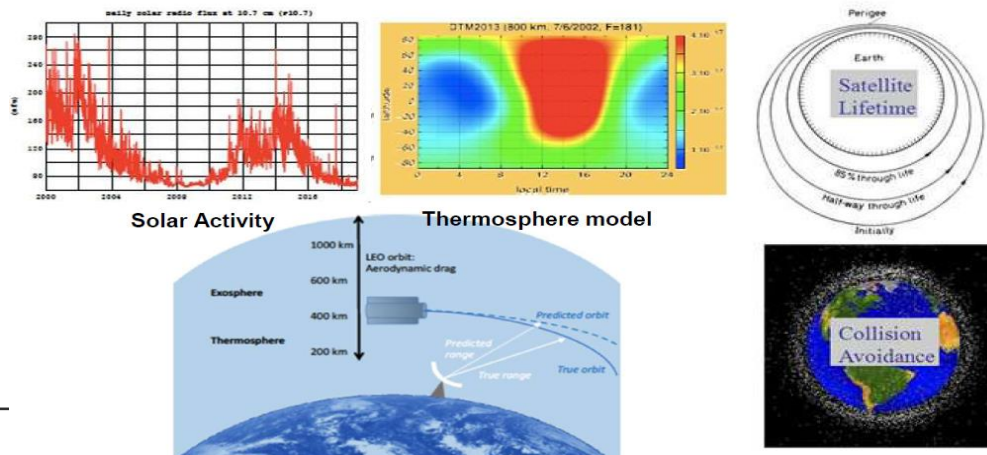 daily solar radio flux at 10.7 cm (F10.7)
280
240
200
160
120
80
(sfu)
2000
2004
2008
2012
2016
Solar Activity
DTM2013 (800 km, 7/6/2002, F=181)
80
60
40
20
0
-20
-40
-60
-80
latitude
0
4
8
12
16
20
24
local time
Thermosphere model
Perigee
Earth
Satellite
Lifetime
85% through life
Half-way through life
Initially
1000 km
LEO orbit:
Aerodynamic drag
600 km
Exosphere
400 km
Predicted orbit
Thermosphere
Predicted
range
200 km
True range
True orbit
Collision
Avoidance